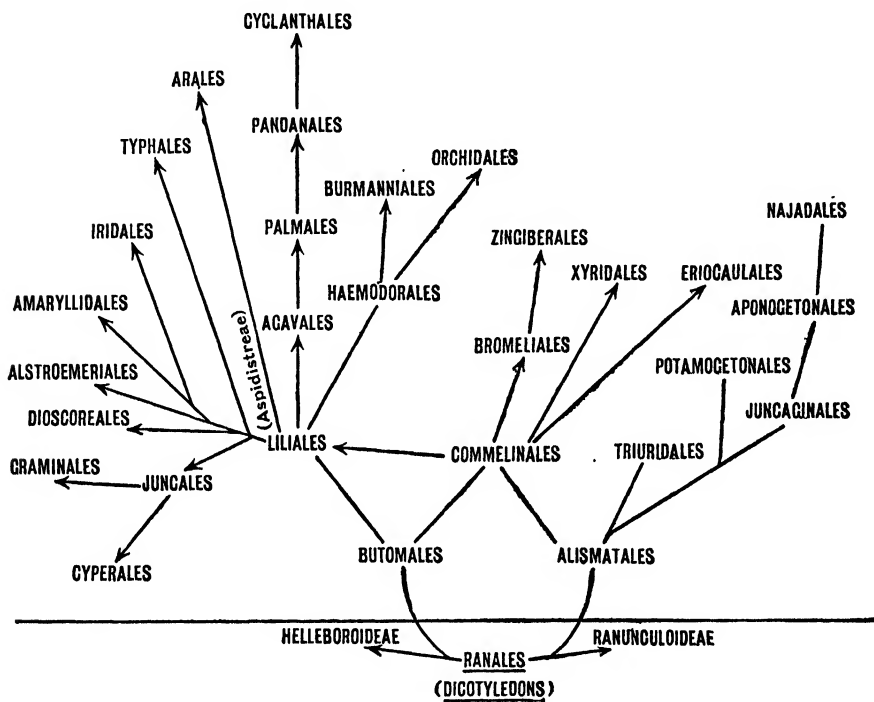 CYCLANTHALES
ARALES
PANDANALES
TYPHALES
ORCHIDALES
BURMANNIALES
NAJADALES
IRIDALES
PALMALES
ZINGIBERALES
XYRIDALES
ERIOCAULALES
AMARYLLIDALES
HAEMODORALES
APONOGETONALES
AGAVALES
BROMELIALES
ALSTROEMERIALES
POTAMOGETONALES
(Aspidistreae)
DIOSCOREALES
JUNCAGINALES
LILIALES
COMMELINALES
TRIURIDALES
GRAMINALES
JUNCALES
BUTOMALES
ALISMATALES
CYPERALES
HELLEBOROIDEAE
RANUNCULOIDEAE
RANALES
(DICOTYLEDONS)